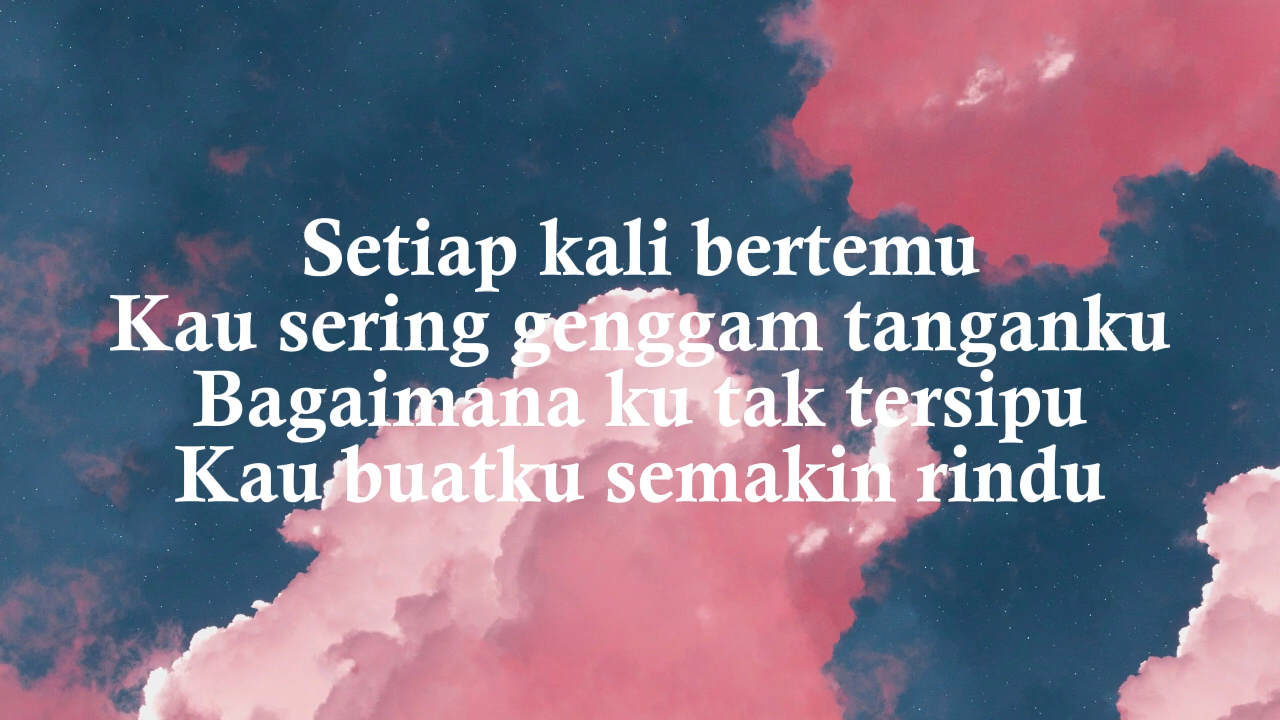 Setiap kali bertemu
Kau sering genggam tanganku
Bagaimana ku tak tersipu
Kau buatku semakin rindu